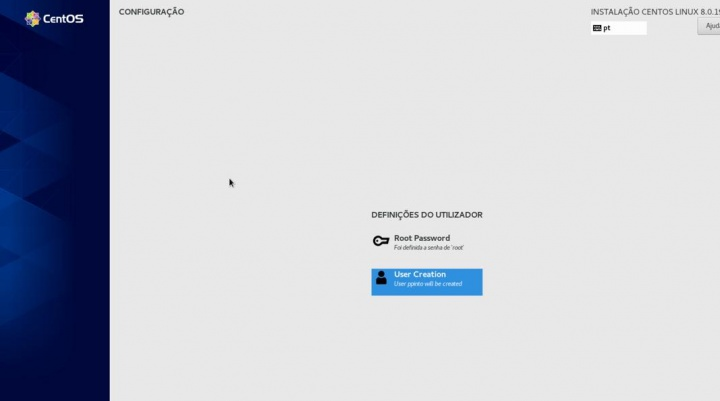 CentOS
CONFIGURAÇÃO
INSTALAÇÃO CENTOS LINUX 8.0.19
pt
Ajud
DEFINIÇÕES DO UTILIZADOR
Root Password
Foi definida a senha de 'root'
User Creation
User ppinto will be created